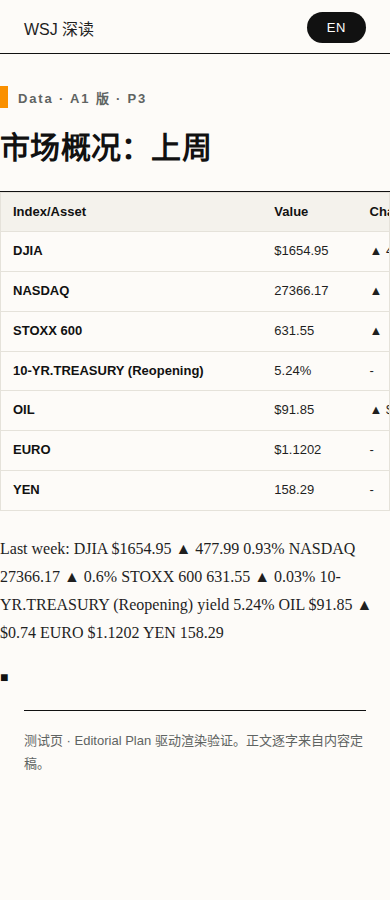 WSJ 深读
EN
Data · A1 版 · P3
市场概况：上周
Index/Asset Value
DJIA $1654.95 ▲
NASDAQ 27366.17 ▲
STOXX 600 631.55 ▲
10-YR.TREASURY (Reopening) 5.24% -
OIL $91.85 ▲
EURO $1.1202 -
YEN 158.29 -
Last week: DJIA $1654.95 ▲ 477.99 0.93% NASDAQ
27366.17 ▲ 0.6% STOXX 600 631.55 ▲ 0.03% 10-
YR.TREASURY (Reopening) yield 5.24% OIL $91.85 ▲
$0.74 EURO $1.1202 YEN 158.29
■
测试页 · Editorial Plan 驱动渲染验证。正文逐字来自内容定
稿。